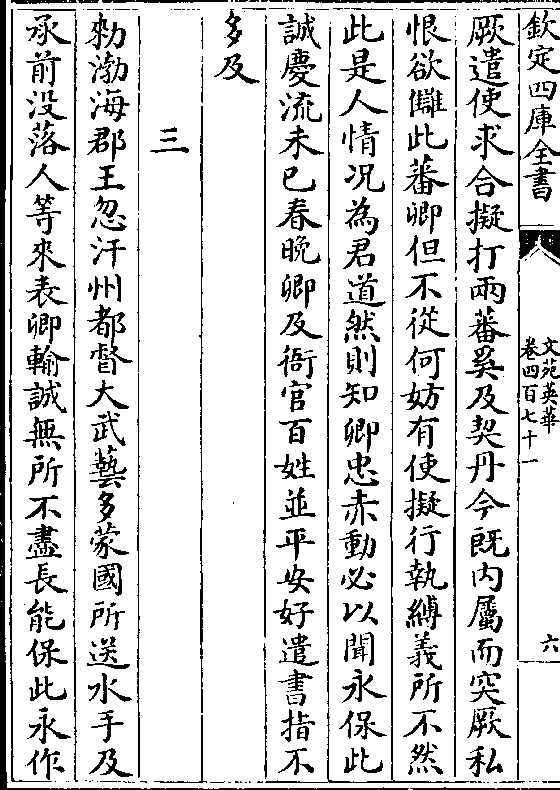 欽定四庫全書
文苑英華
卷四百七十一
六
厥遣使求合擬打兩蕃奚及契丹今既内屬而突厥私
恨欲讎此蕃卿但不從何妨有使擬行執縛義所不然
此是人情况為君道然則知卿忠赤動必以聞永保此
誠慶流未已春晚卿及衙官百姓並平安好遣書指不
多及
三
勑渤海郡王忽汗州都督大武藝多蒙國所送水手及
承前没落人等來表卿輸誠無所不盡長能保此永作